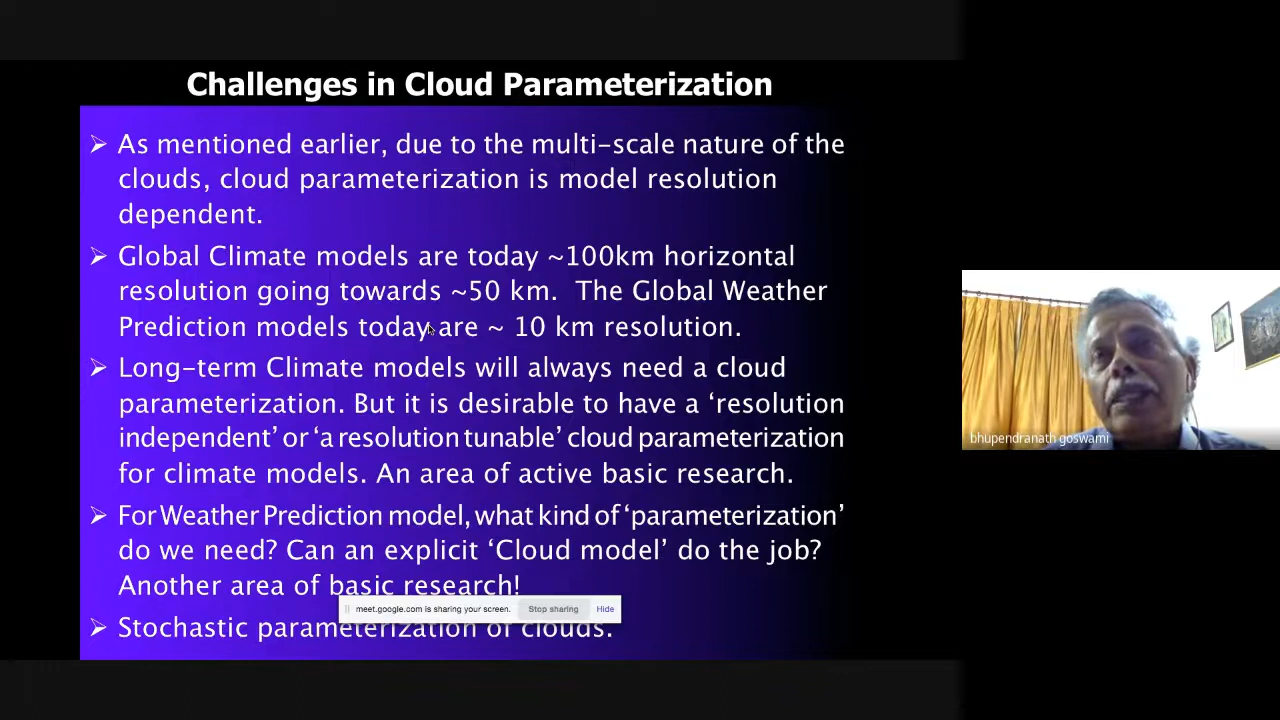 Challenges in Cloud Parameterization
➢ As mentioned earlier, due to the multi-scale nature of the
clouds, cloud parameterization is model resolution
dependent.
➢ Global Climate models are today ~100km horizontal
resolution going towards ~50 km. The Global Weather
Prediction models today are ~ 10 km resolution.
➢ Long-term Climate models will always need a cloud
parameterization. But it is desirable to have a ‘resolution
independent’ or ‘a resolution tunable’ cloud parameterization
for climate models. An area of active basic research.
➢ For Weather Prediction model, what kind of ‘parameterization’
do we need? Can an explicit ‘Cloud model’ do the job?
Another area of basic research!
meet.google.com is sharing your screen. Stop sharing Hide
➢ Stochastic parameterization of clouds.
bhupendranath goswami